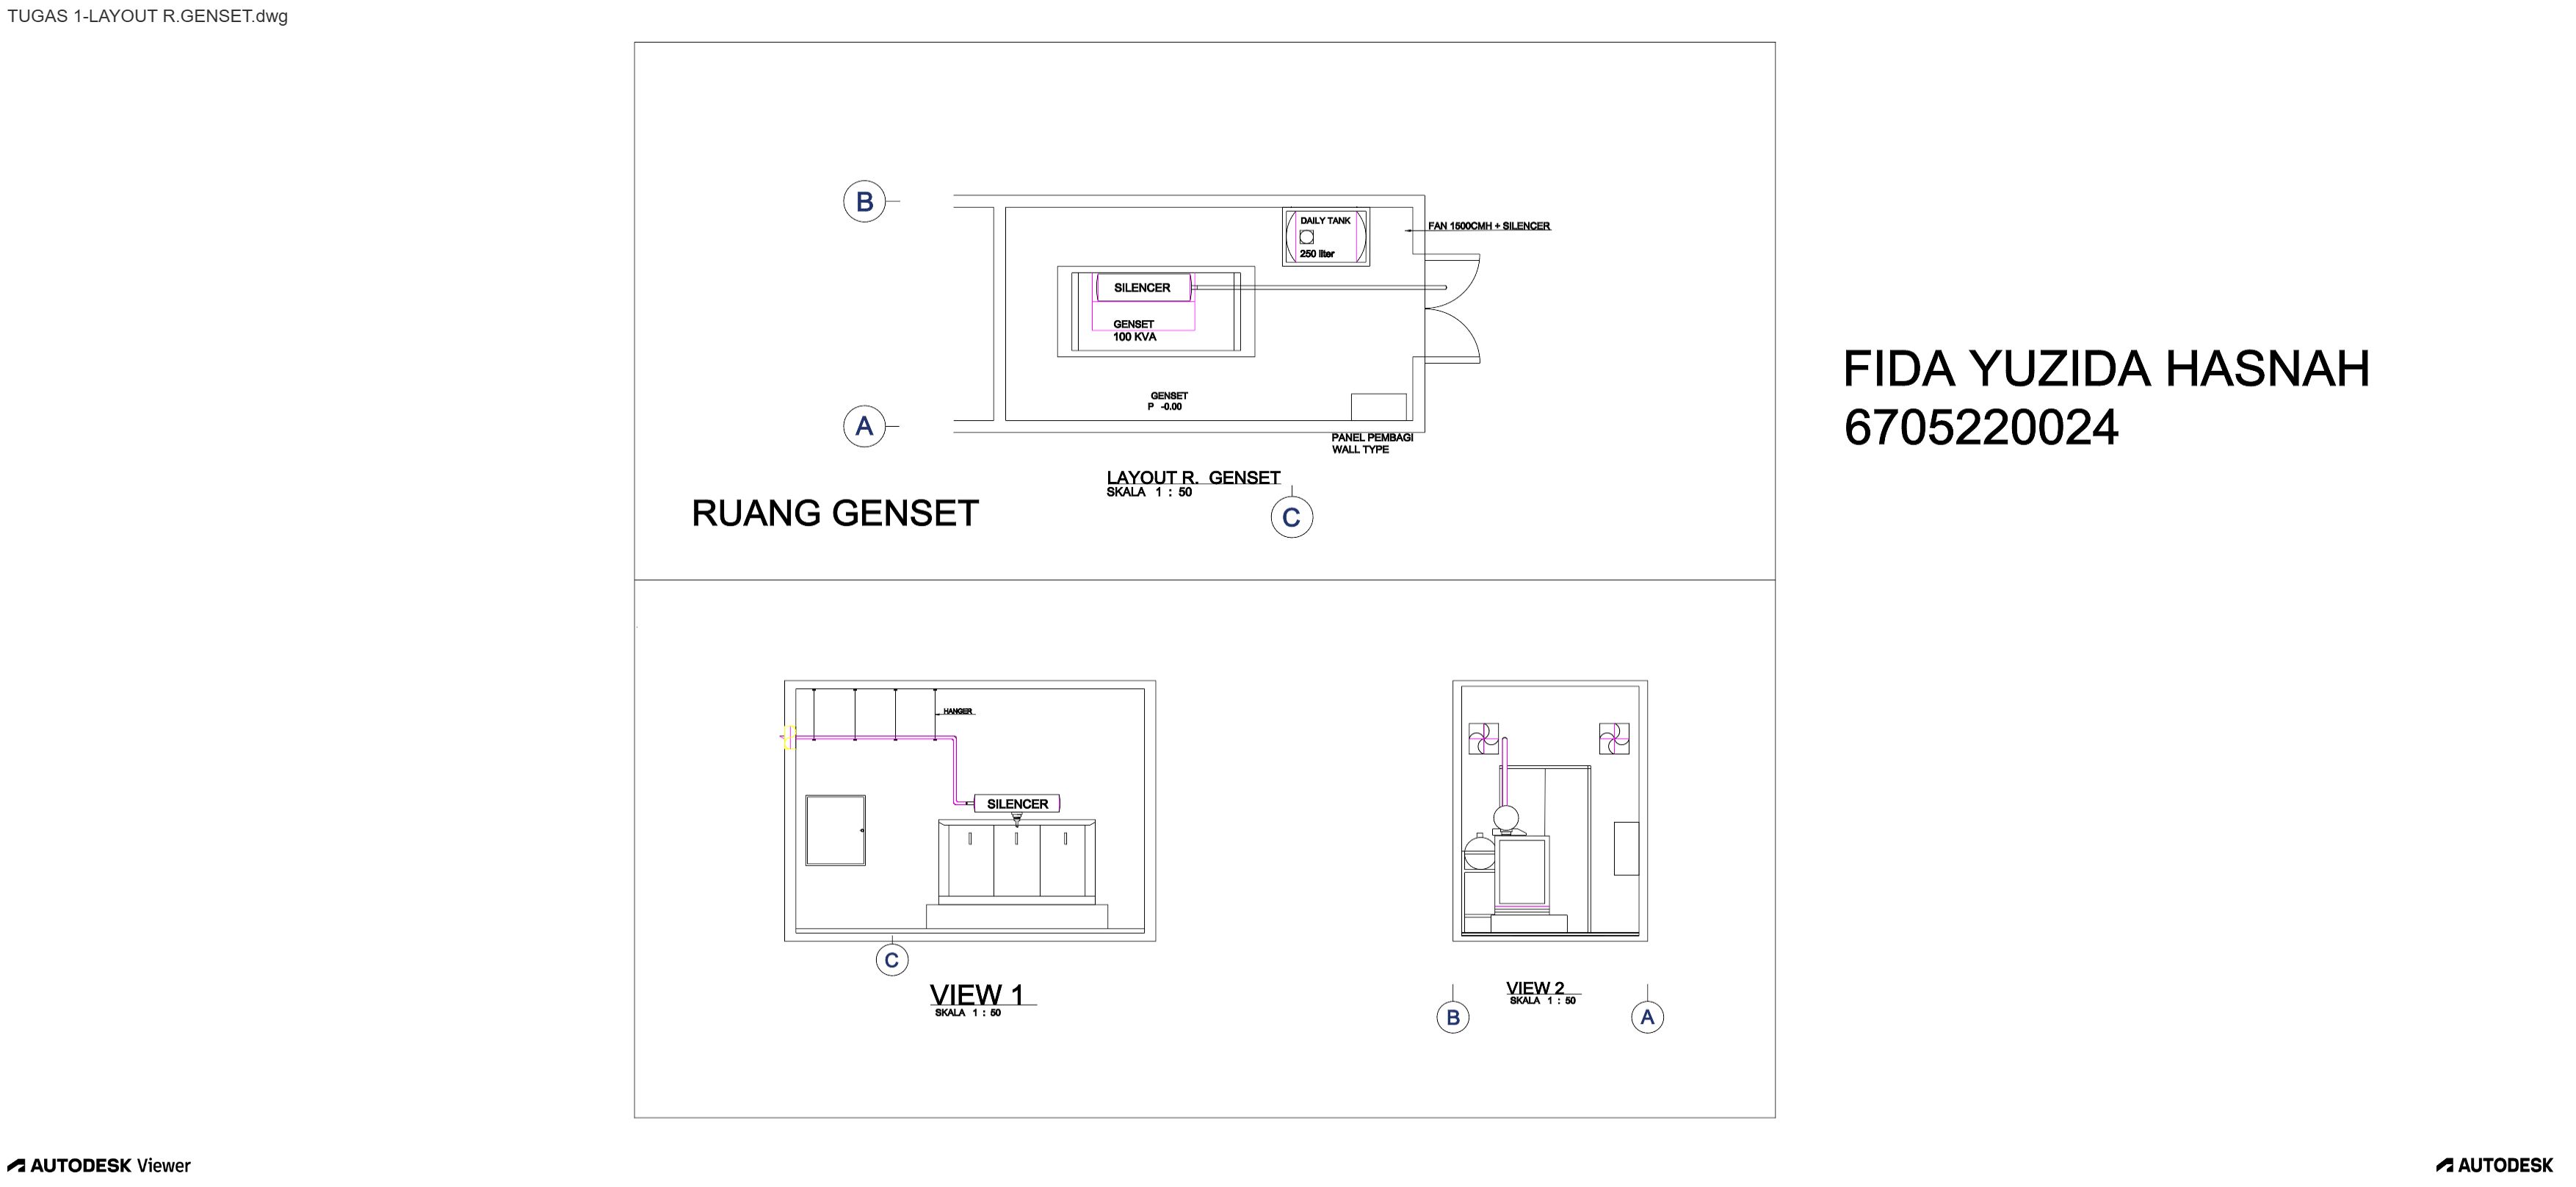 TUGAS 1-LAYOUT R.GENSET.dwg
B
DAILY TANK
250 liter
FAN 1500CMH + SILENCER
SILENCER
GENSET
100 KVA
GENSET
P -0.00
A
PANEL PEMBAGI
WALL TYPE
LAYOUT R. GENSET
SKALA 1 : 50
RUANG GENSET
C
FIDA YUZIDA HASNAH
6705220024
HANGER
SILENCER
C
VIEW 1
SKALA 1 : 50
VIEW 2
SKALA 1 : 50
B
A
AUTODESK Viewer
AUTODESK